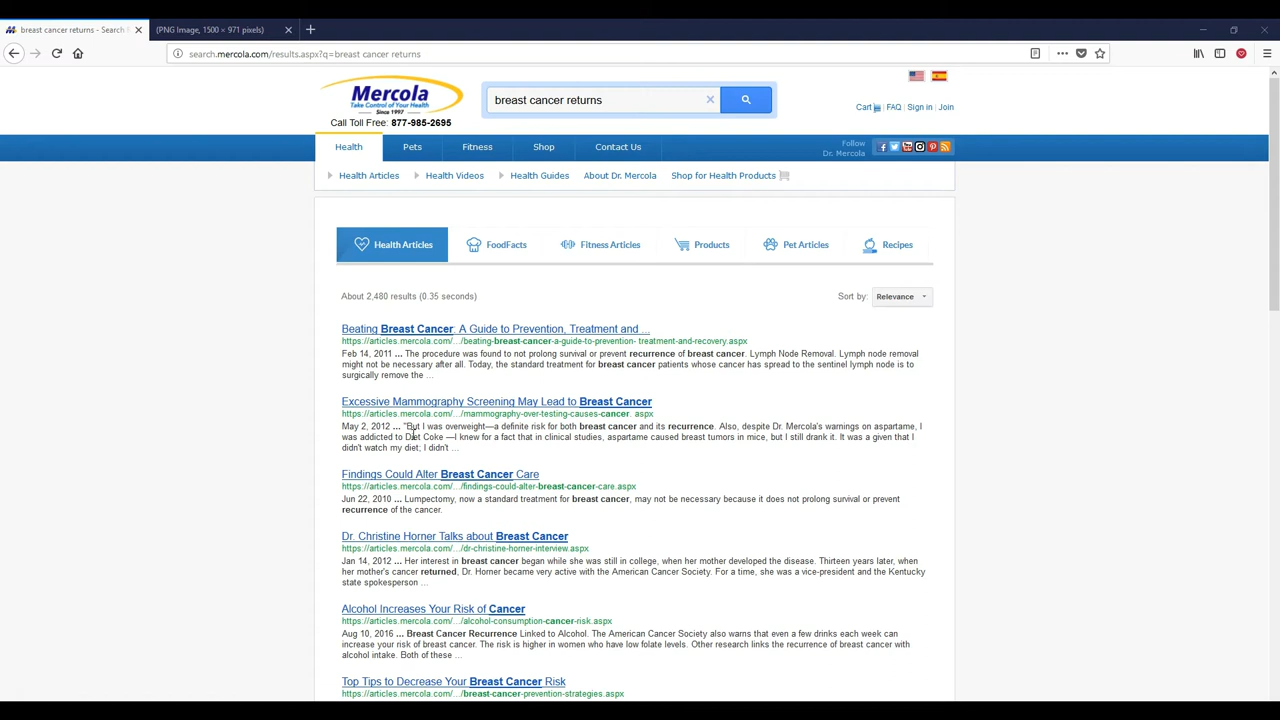 breast cancer returns - Search R
(PNG Image, 1500 × 971 pixels)
search.mercola.com/results.aspx?q=breast cancer returns
Mercola
Take Control of Your Health
Since 1997
Call Toll Free: 877-985-2695
breast cancer returns
Cart FAQ Sign in Join
Health Pets Fitness Shop Contact Us
Follow
Dr. Mercola
Health Articles Health Videos Health Guides About Dr. Mercola Shop for Health Products
Health Articles FoodFacts Fitness Articles Products Pet Articles Recipes
About 2,480 results (0.35 seconds)
Sort by: Relevance
Beating Breast Cancer: A Guide to Prevention, Treatment and ...
https://articles.mercola.com/.../beating-breast-cancer-a-guide-to-prevention- treatment-and-recovery.aspx
Feb 14, 2011 ... The procedure was found to not prolong survival or prevent recurrence of breast cancer. Lymph Node Removal. Lymph node removal
might not be necessary after all. Today, the standard treatment for breast cancer patients whose cancer has spread to the sentinel lymph node is to
surgically remove the ...
Excessive Mammography Screening May Lead to Breast Cancer
https://articles.mercola.com/.../mammography-over-testing-causes-cancer. aspx
May 2, 2012 ... "But I was overweight—a definite risk for both breast cancer and its recurrence. Also, despite Dr. Mercola's warnings on aspartame, I
was addicted to Diet Coke —I knew for a fact that in clinical studies, aspartame caused breast tumors in mice, but I still drank it. It was a given that I
didn't watch my diet; I didn't ...
Findings Could Alter Breast Cancer Care
https://articles.mercola.com/.../findings-could-alter-breast-cancer-care.aspx
Jun 22, 2010 ... Lumpectomy, now a standard treatment for breast cancer, may not be necessary because it does not prolong survival or prevent
recurrence of the cancer.
Dr. Christine Horner Talks about Breast Cancer
https://articles.mercola.com/.../dr-christine-horner-interview.aspx
Jan 14, 2012 ... Her interest in breast cancer began while she was still in college, when her mother developed the disease. Thirteen years later, when
her mother's cancer returned, Dr. Horner became very active with the American Cancer Society. For a time, she was a vice-president and the Kentucky
state spokesperson ...
Alcohol Increases Your Risk of Cancer
https://articles.mercola.com/.../alcohol-consumption-cancer-risk.aspx
Aug 10, 2016 ... Breast Cancer Recurrence Linked to Alcohol. The American Cancer Society also warns that even a few drinks each week can
increase your risk of breast cancer. The risk is higher in women who have low folate levels. Other research links the recurrence of breast cancer with
alcohol intake. Both of these ...
Top Tips to Decrease Your Breast Cancer Risk
https://articles.mercola.com/.../breast-cancer-prevention-strategies.aspx